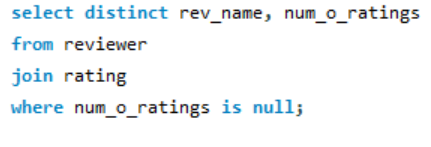 select distinct rev_name, num_o_ratings
from reviewer
join rating
where num_o_ratings is null;